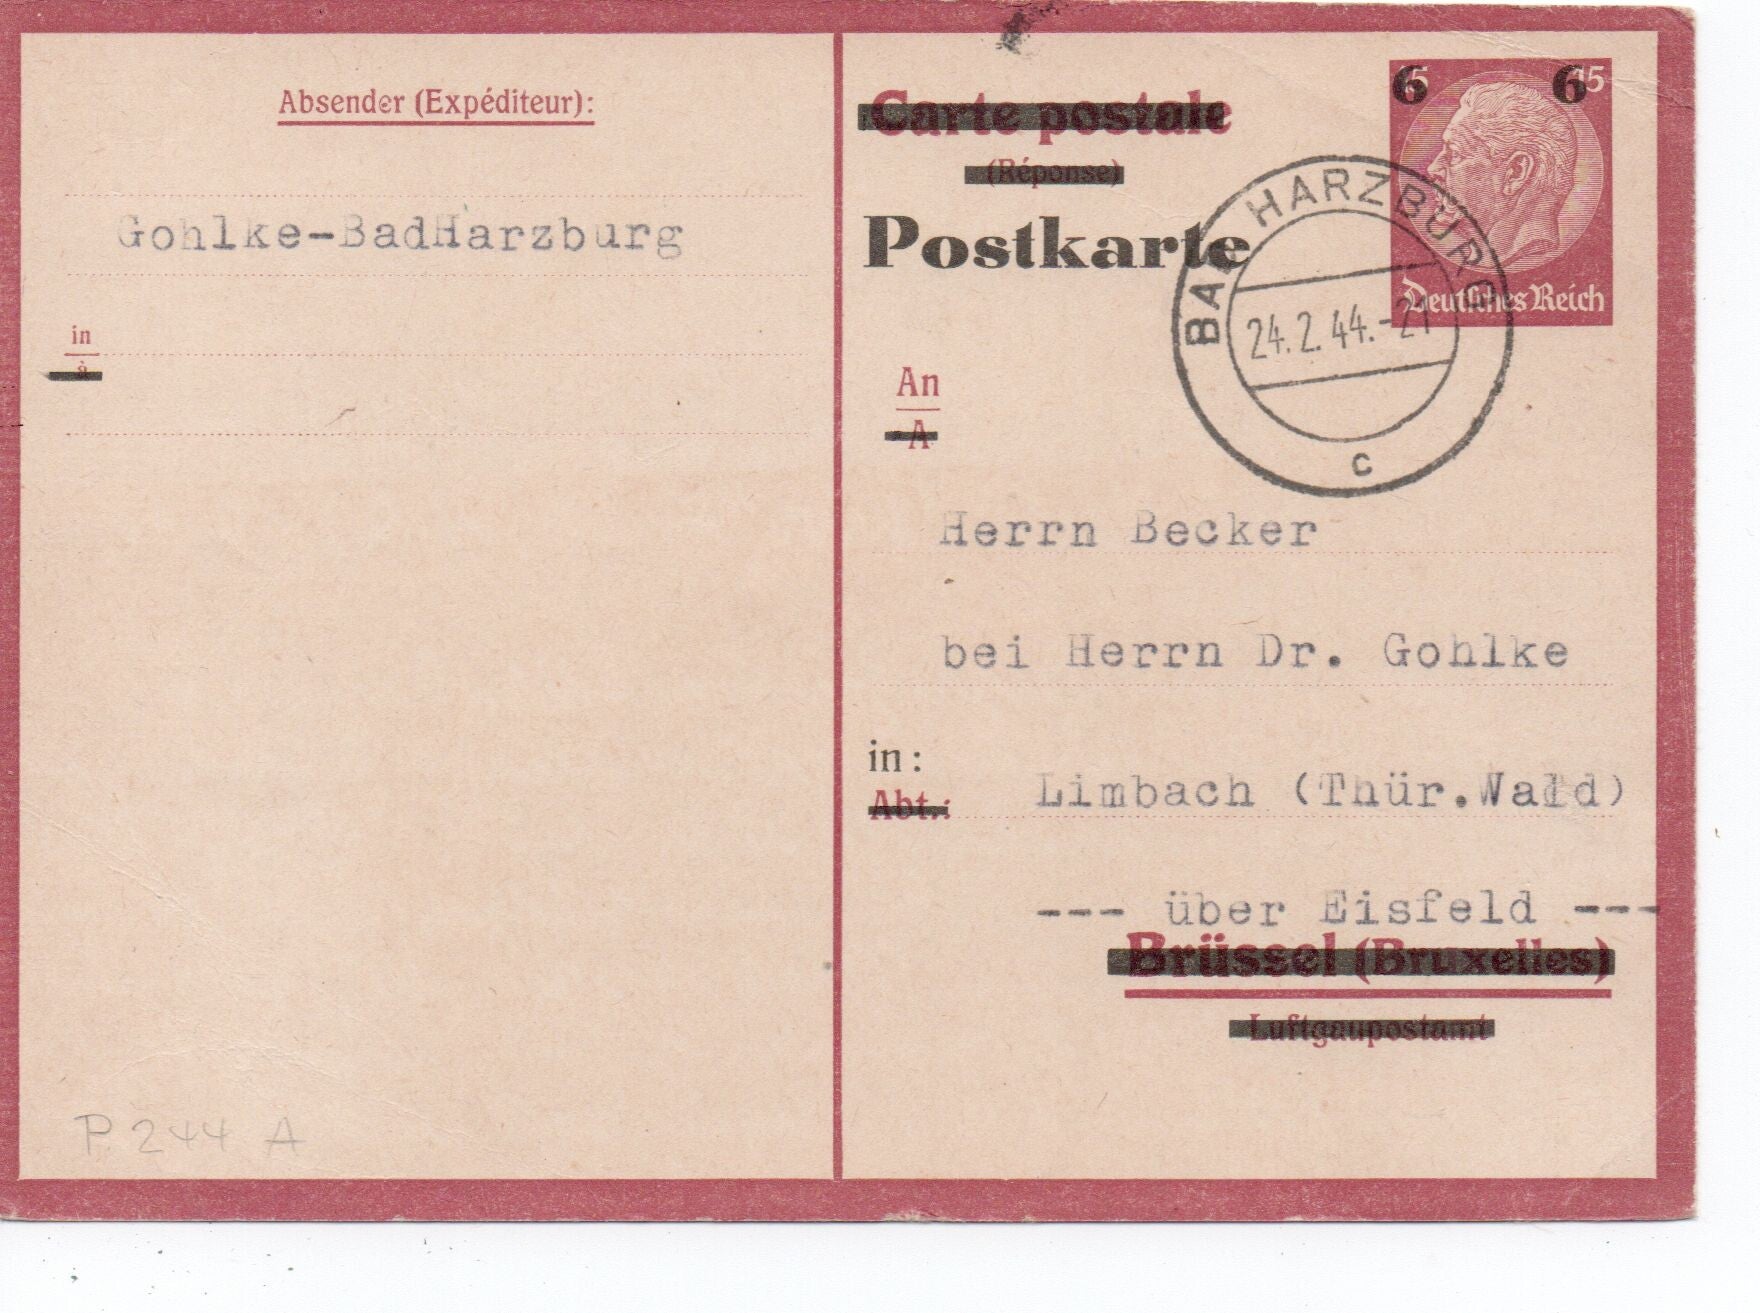 Absender (Expéditeur):
Gohlke-BadHarzburg
in
à
P 244 A
Carte postale
(Réponse)
Postkarte
6 15 6 15
Deutsches Reich
BAD HARZBURG
24.2.44.-21
c
An
A
Herrn Becker
bei Herrn Dr. Gohlke
in:
Abt.:
Limbach (Thür.Wald)
--- über Eisfeld ---
Brüssel (Bruxelles)
Luftgaupostamt